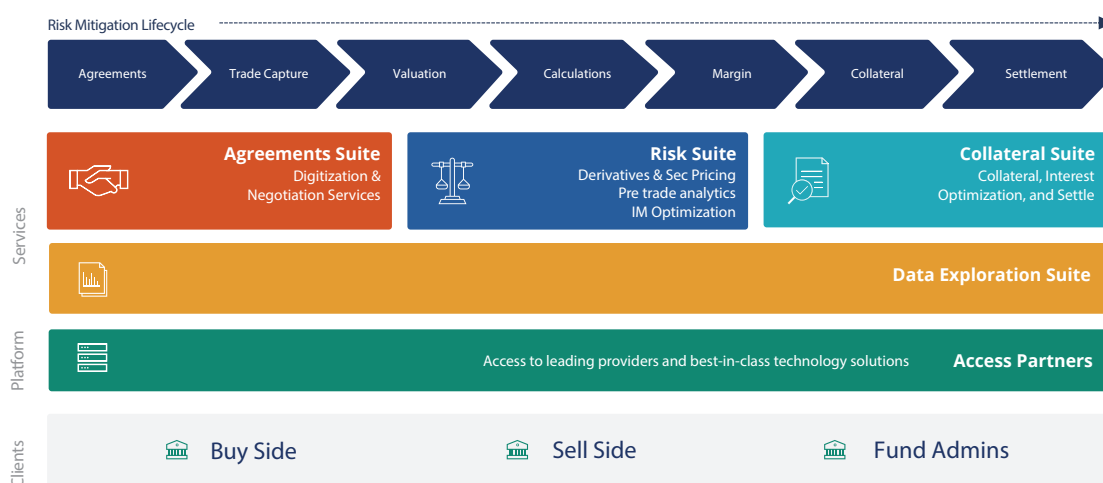 Risk Mitigation Lifecycle
Agreements
Trade Capture
Valuation
Calculations
Margin
Collateral
Settlement
Services
Agreements Suite
Digitization &
Negotiation Services
Risk Suite
Derivatives & Sec Pricing
Pre trade analytics
IM Optimization
Collateral Suite
Collateral, Interest
Optimization, and Settle
Data Exploration Suite
Platform
Access to leading providers and best-in-class technology solutions
Access Partners
Clients
Buy Side
Sell Side
Fund Admins